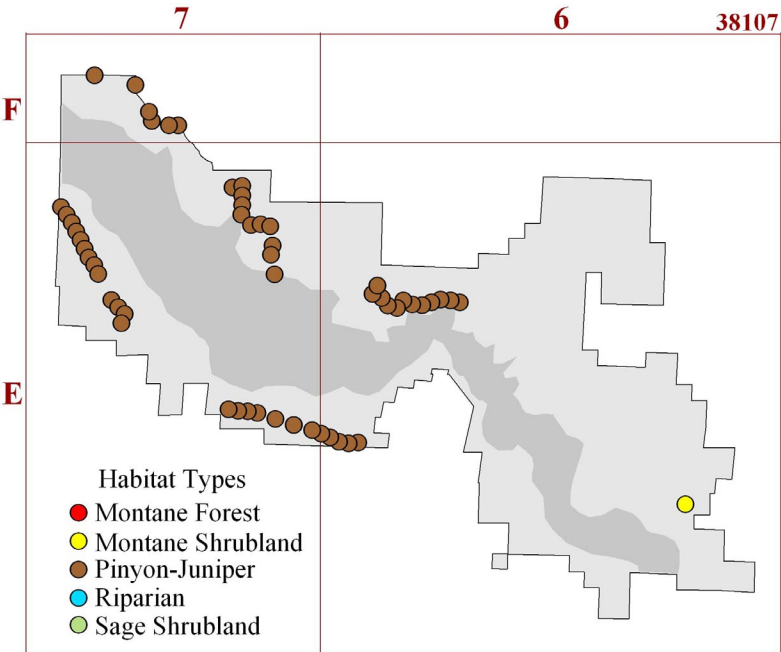 7 6 38107
F
E
Habitat Types
Montane Forest
Montane Shrubland
Pinyon-Juniper
Riparian
Sage Shrubland